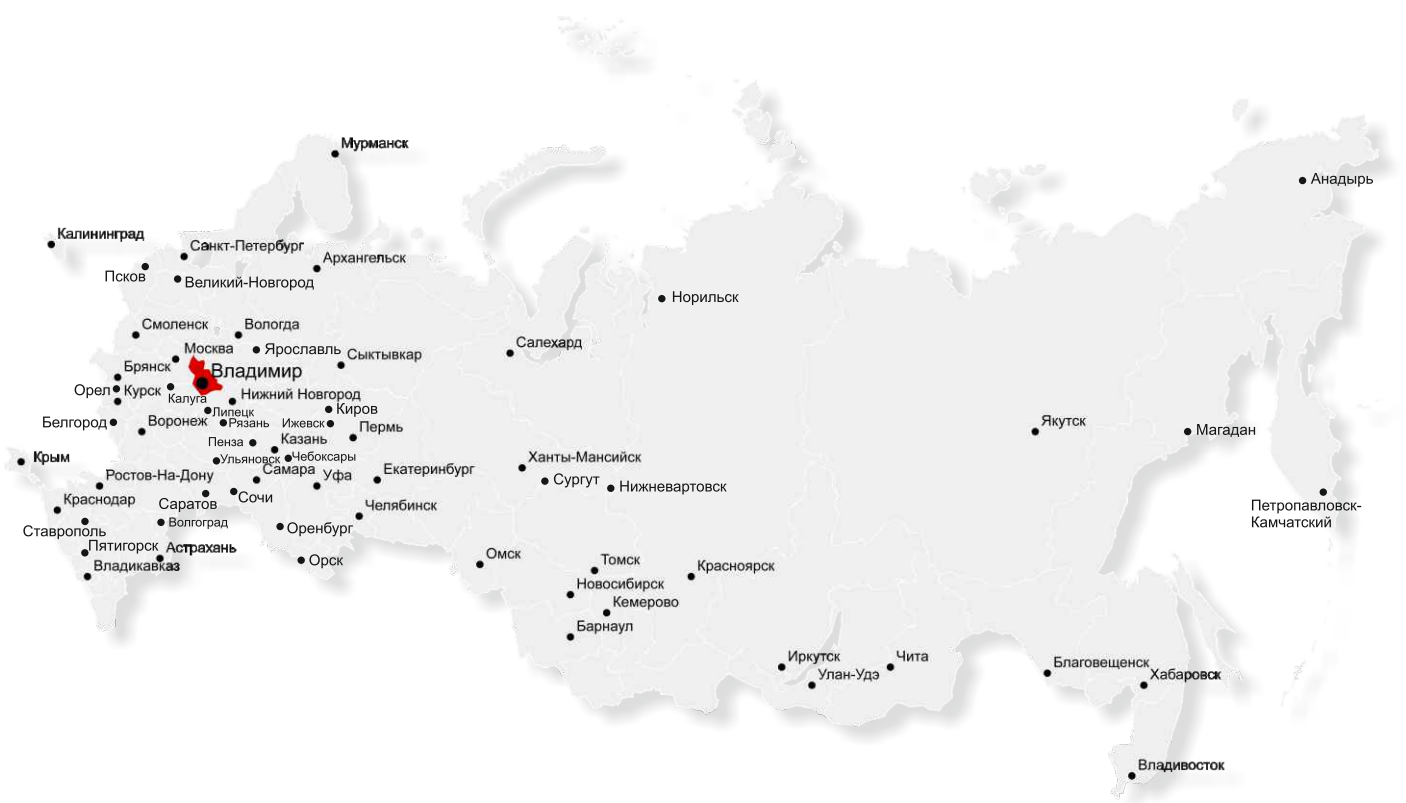 Мурманск
Анадырь
Калининград
Санкт-Петербург
Архангельск
Псков
Великий-Новгород
Норильск
Смоленск
Вологда
Салехард
Москва
Ярославль
Сыктывкар
Брянск
Владимир
Орел
Курск
Калуга
Нижний Новгород
Липецк
Киров
Белгород
Воронеж
Рязань
Ижевск
Пермь
Якутск
Магадан
Пенза
Казань
Крым
Ульяновск
Чебоксары
Ханты-Мансийск
Ростов-На-Дону
Самара
Уфа
Екатеринбург
Сургут
Нижневартовск
Краснодар
Саратов
Сочи
Челябинск
Петропавловск-
Камчатский
Ставрополь
Волгоград
Оренбург
Пятигорск
Астрахань
Орск
Омск
Томск
Красноярск
Владикавказ
Новосибирск
Кемерово
Барнаул
Иркутск
Чита
Улан-Удэ
Благовещенск
Хабаровск
Владивосток